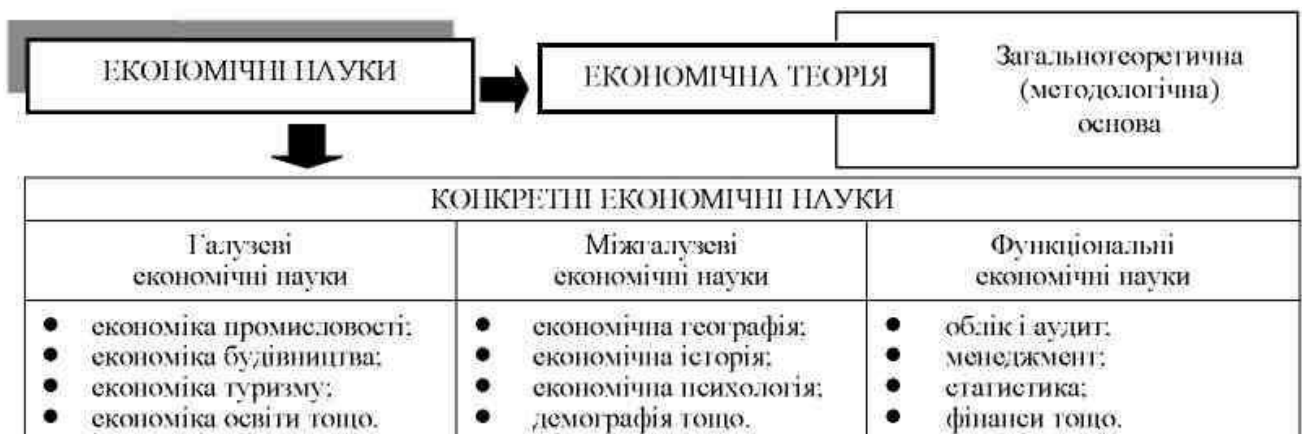 ЕКОНОМІЧНІ НАУКИ
ЕКОНОМІЧНА ТЕОРІЯ
Загальнотеоретична
(методологічна)
основа
КОНКРЕТНІ ЕКОНОМІЧНІ НАУКИ
Галузеві
економічні науки
Міжгалузеві
економічні науки
Функціональні
економічні науки
● економіка промисловості;
● економіка будівництва;
● економіка туризму;
● економіка освіти тощо.
● економічна географія;
● економічна історія;
● економічна психологія;
● демографія тощо.
● облік і аудит;
● менеджмент;
● статистика;
● фінанси тощо.